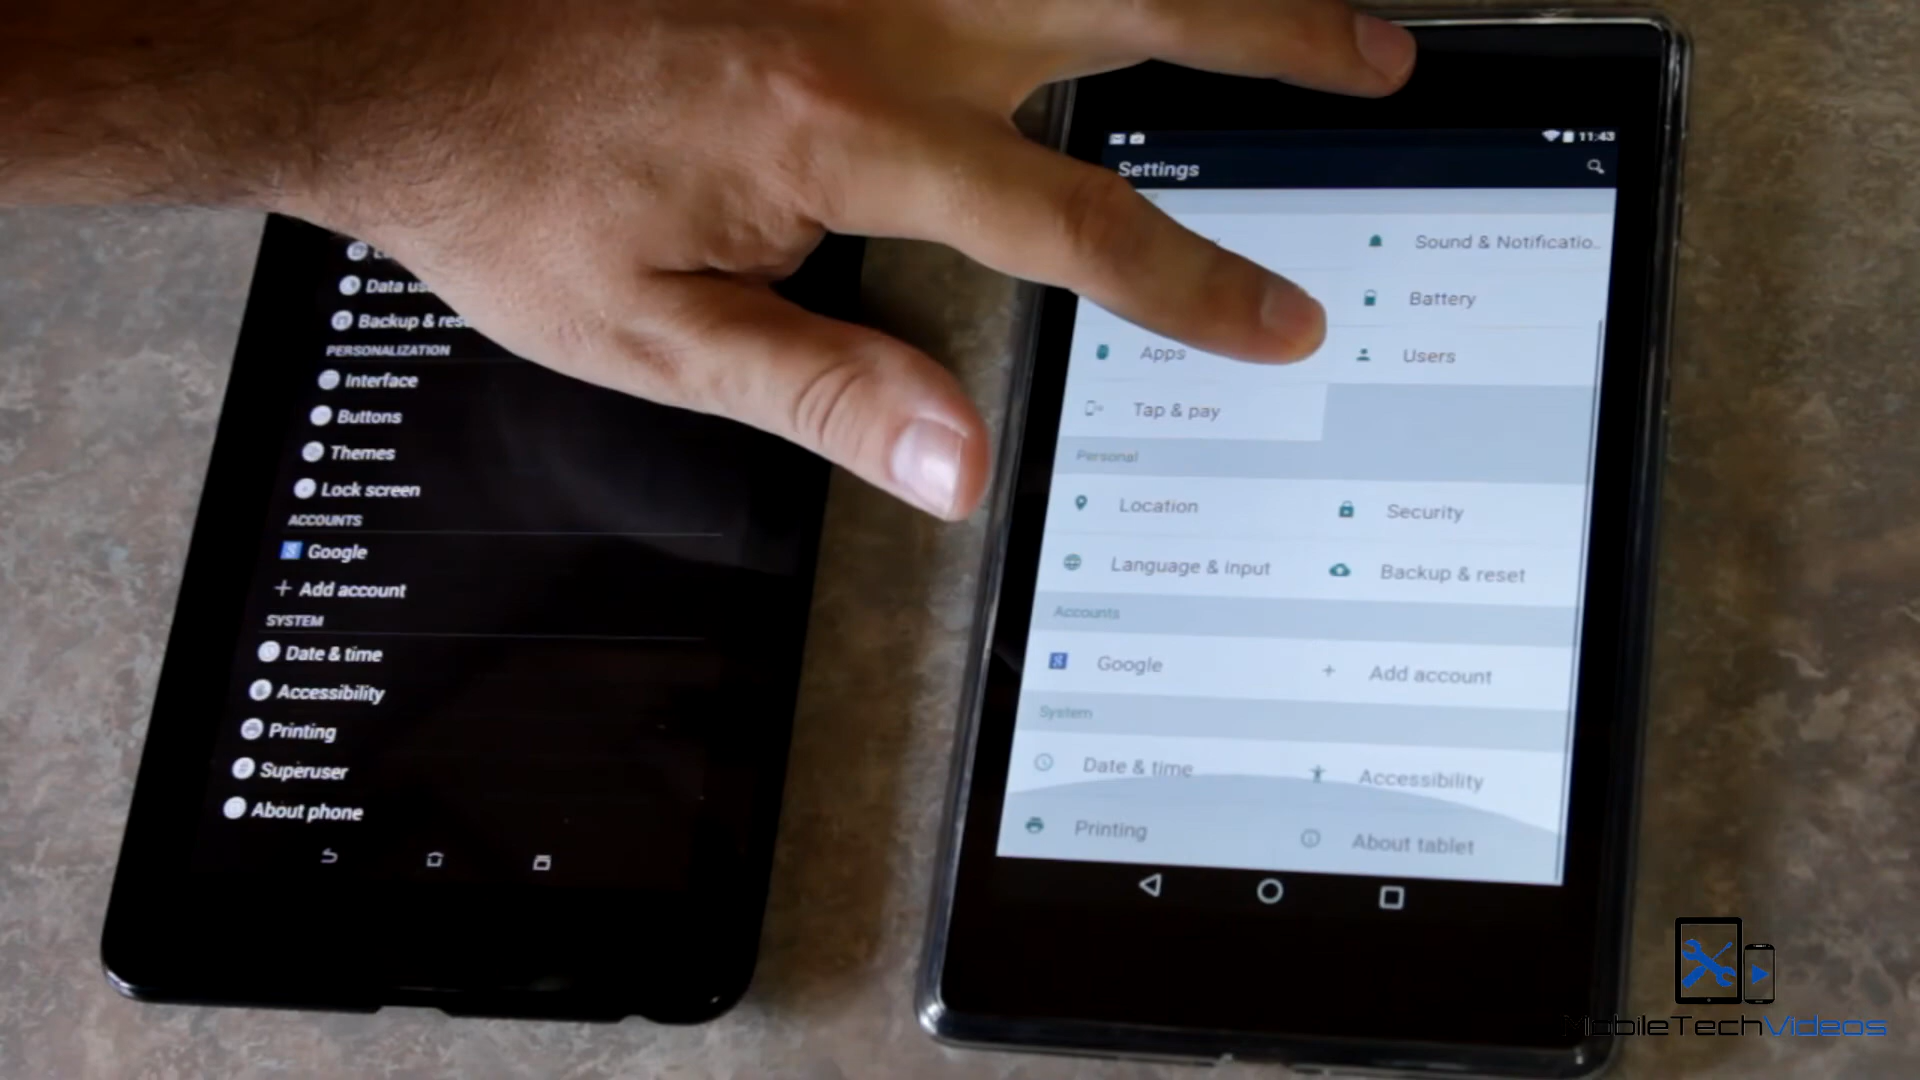 Data
Backup &
PERSONALIZATION
Interface
Buttons
Themes
Lock screen
ACCOUNTS
Google
Add account
SYSTEM
Date & time
Accessibility
Printing
Superuser
About phone
11:43
Settings
Sound & Notificatio..
Battery
Apps
Users
Tap & pay
Personal
Location
Security
Language & input
Backup & reset
Accounts
Google
Add account
System
Date & time
Accessibility
Printing
About tablet
MobileTechVideos